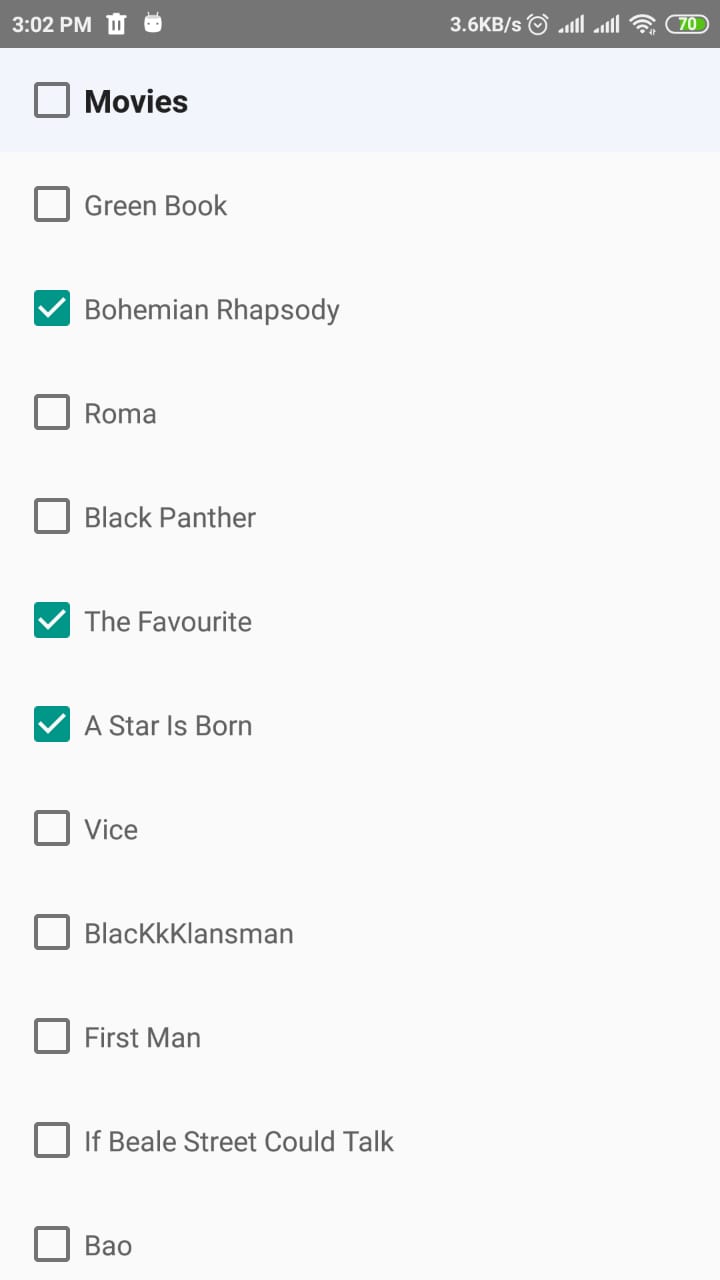 3:02 PM 3.6KB/s 70
Movies
Green Book
Bohemian Rhapsody
Roma
Black Panther
The Favourite
A Star Is Born
Vice
BlacKkKlansman
First Man
If Beale Street Could Talk
Bao